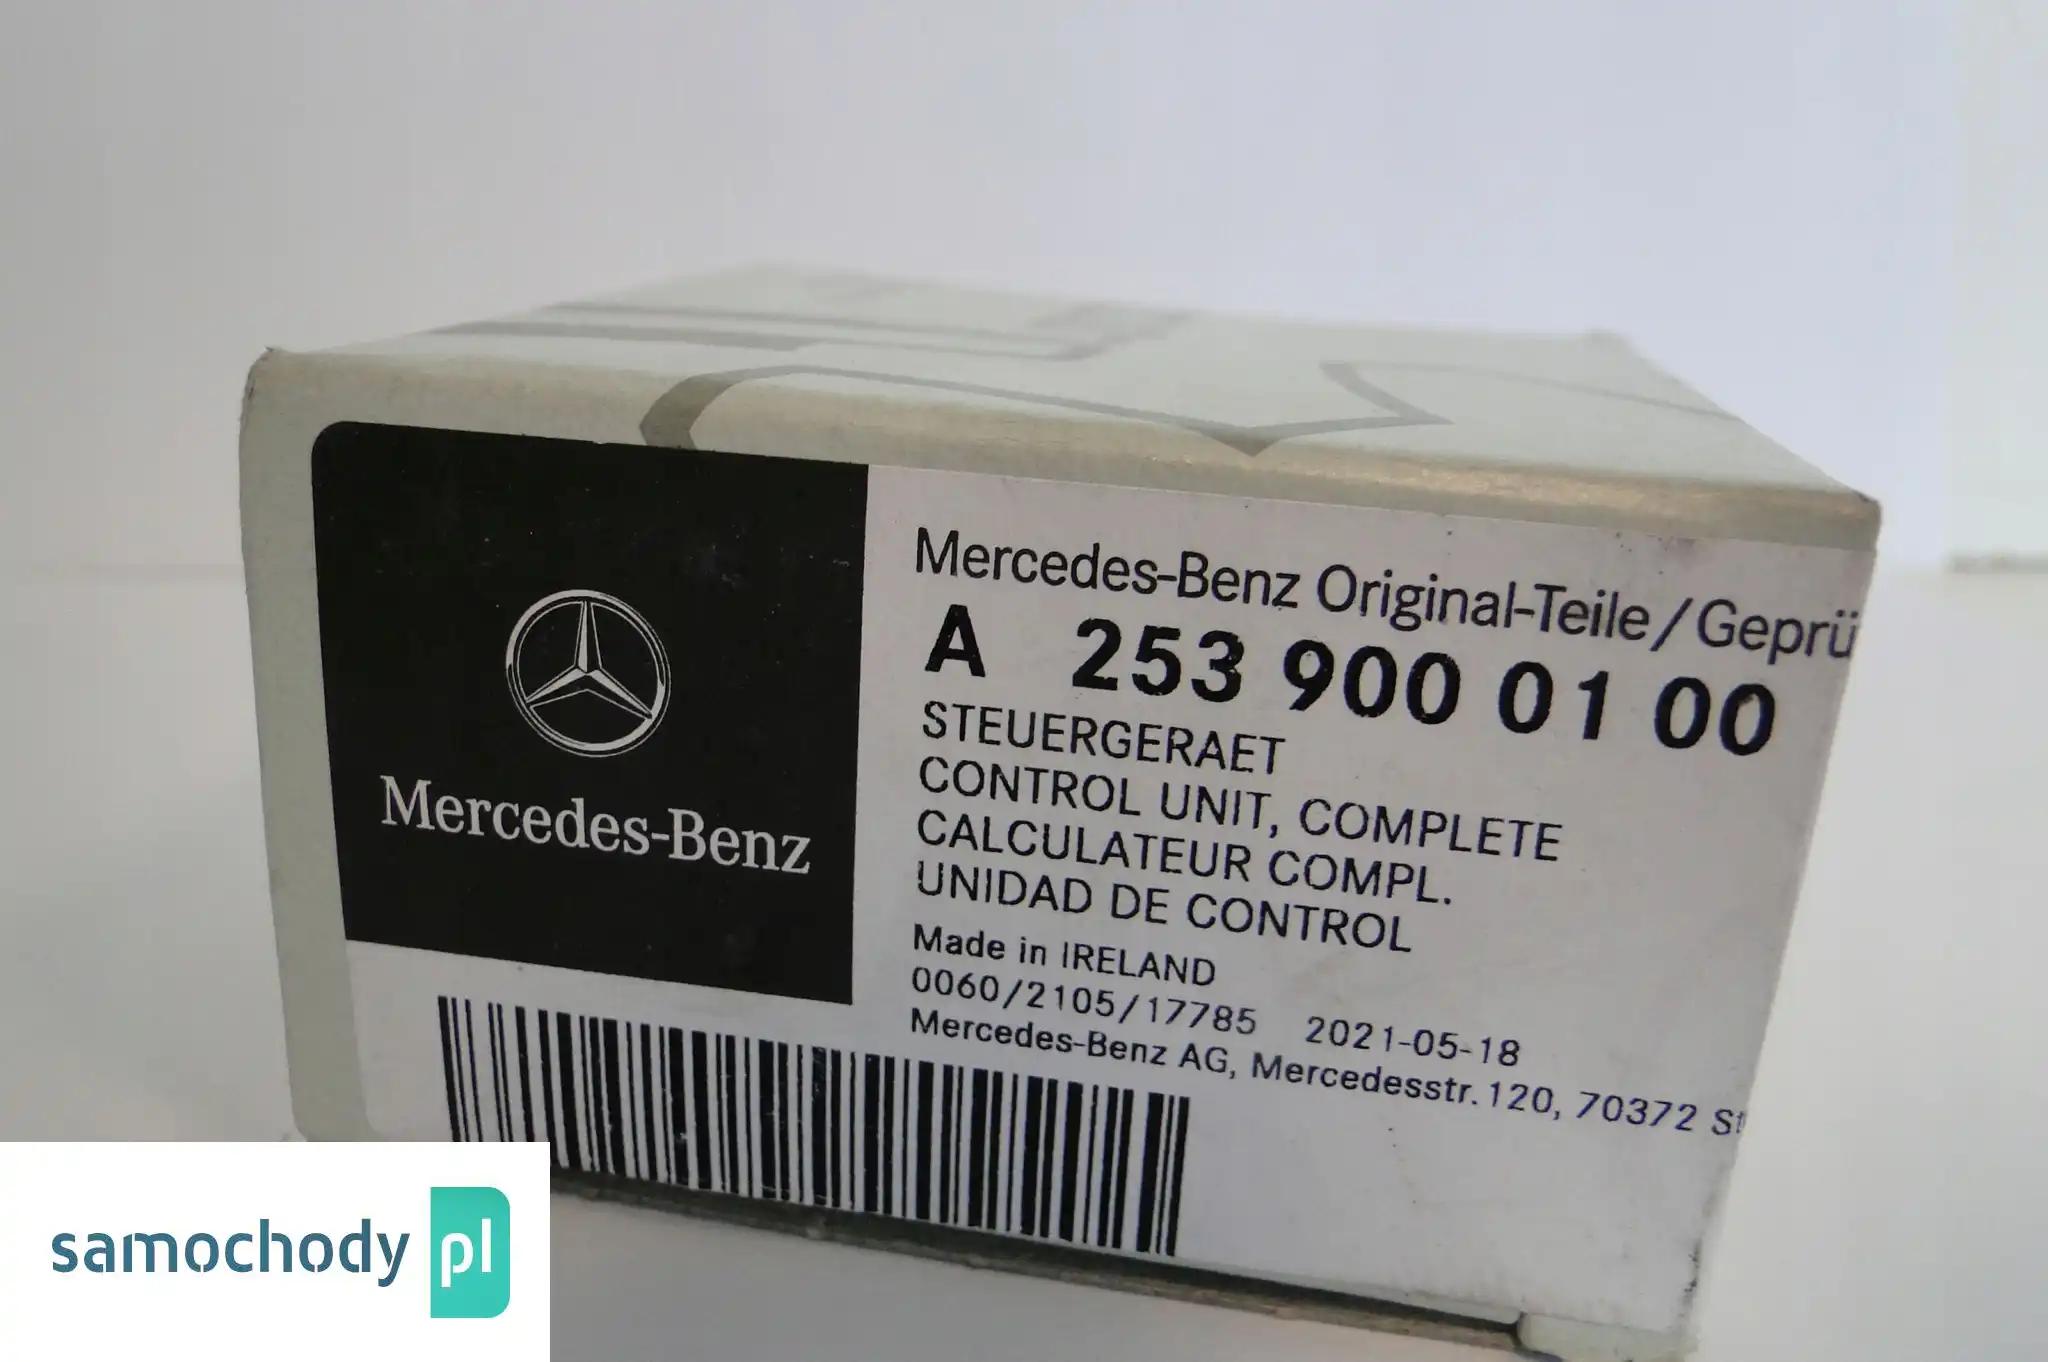 Mercedes-Benz
Mercedes-Benz Original-Teile/Geprü
A 253 900 01 00
STEUERGERAET
CONTROL UNIT, COMPLETE
CALCULATEUR COMPL.
UNIDAD DE CONTROL
Made in IRELAND
0060/2105/17785 2021-05-18
Mercedes-Benz AG, Mercedesstr. 120, 70372 St
samochody pl